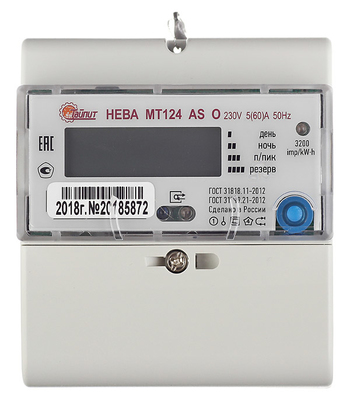 Тайпит НЕВА МТ124 AS O 230V 5(60)A 50Hz
EAC
день
ночь
п/пик
резерв
3200
imp/kW·h
2018г.№20185872
ГОСТ 31818.11-2012
ГОСТ 31819.21-2012
Сделано в России